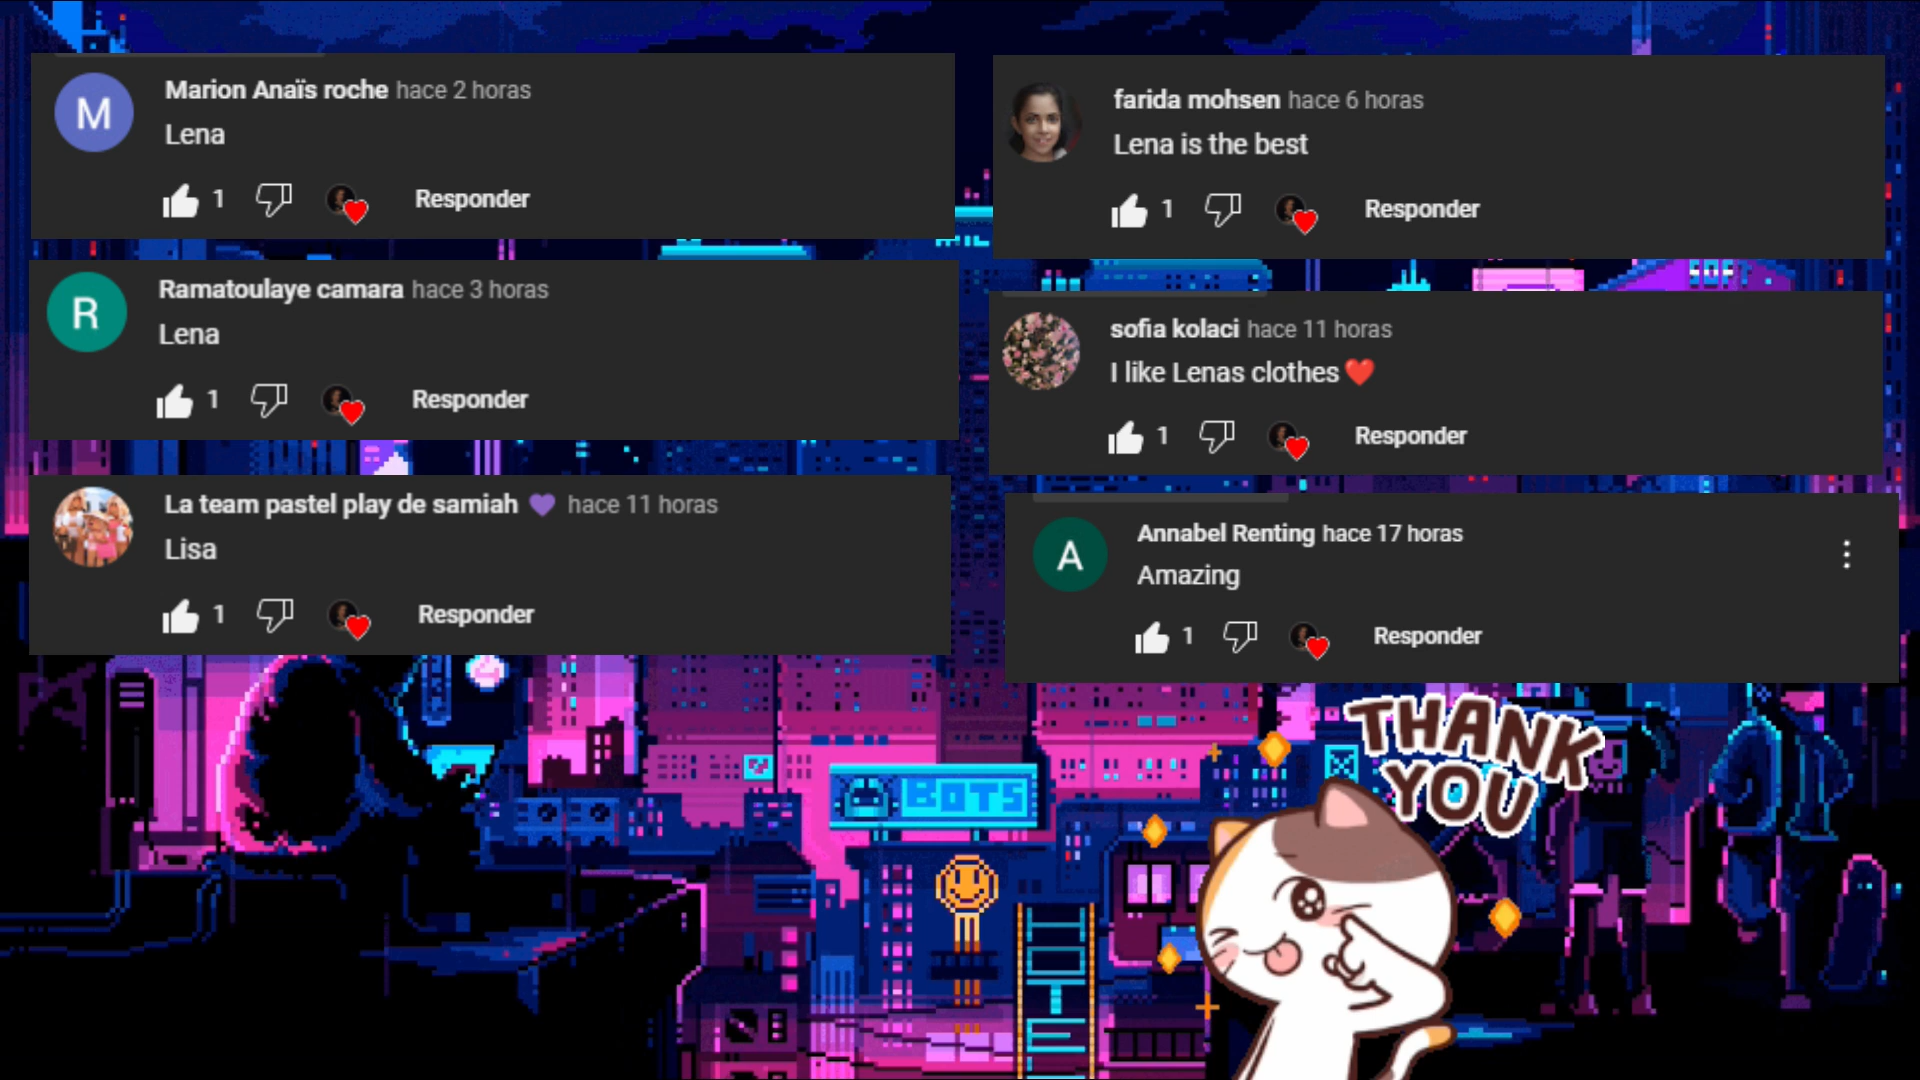 Marion Anaïs roche hace 2 horas
Lena
1 Responder
Ramatoulaye camara hace 3 horas
Lena
1 Responder
La team pastel play de samiah 💜 hace 11 horas
Lisa
1 Responder
farida mohsen hace 6 horas
Lena is the best
1 Responder
sofia kolaci hace 11 horas
I like Lenas clothes❤️
1 Responder
Annabel Renting hace 17 horas
Amazing
1 Responder
THANK
YOU
BOTS
HOTEL
M
R
A